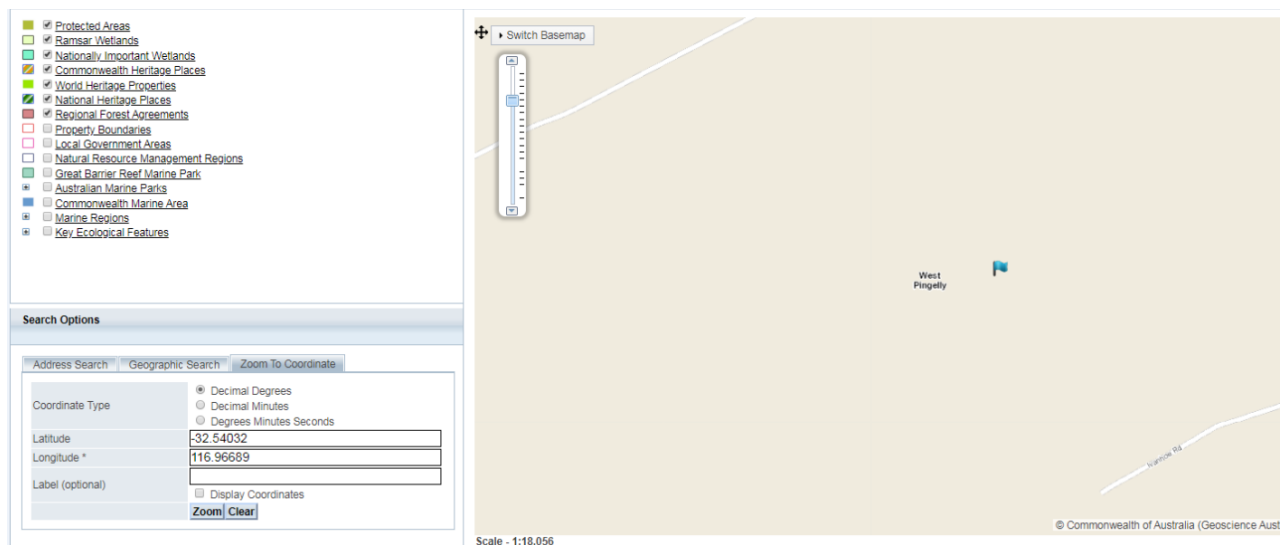 Protected Areas
Ramsar Wetlands
Nationally Important Wetlands
Commonwealth Heritage Places
World Heritage Properties
National Heritage Places
Regional Forest Agreements
Property Boundaries
Local Government Areas
Natural Resource Management Regions
Great Barrier Reef Marine Park
Australian Marine Parks
Commonwealth Marine Area
Marine Regions
Key Ecological Features
Search Options
Address Search Geographic Search Zoom To Coordinate
Coordinate Type
Decimal Degrees
Decimal Minutes
Degrees Minutes Seconds
Latitude -32.54032
Longitude * 116.96689
Label (optional)
Display Coordinates
Zoom Clear
Switch Basemap
West
Pingelly
Rd
© Commonwealth of Australia (Geoscience Aust
Scale - 1:18,056